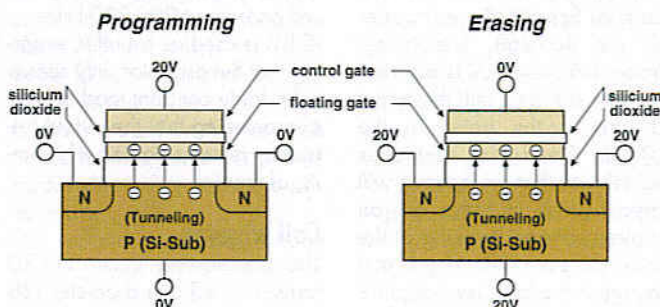 Programming
Erasing
20V
0V
control gate
silicium
dioxide
floating gate
silicium
dioxide
0V
0V
20V
20V
N
N
(Tunneling)
P (Si-Sub)
N
N
(Tunneling)
P (Si-Sub)
0V
20V